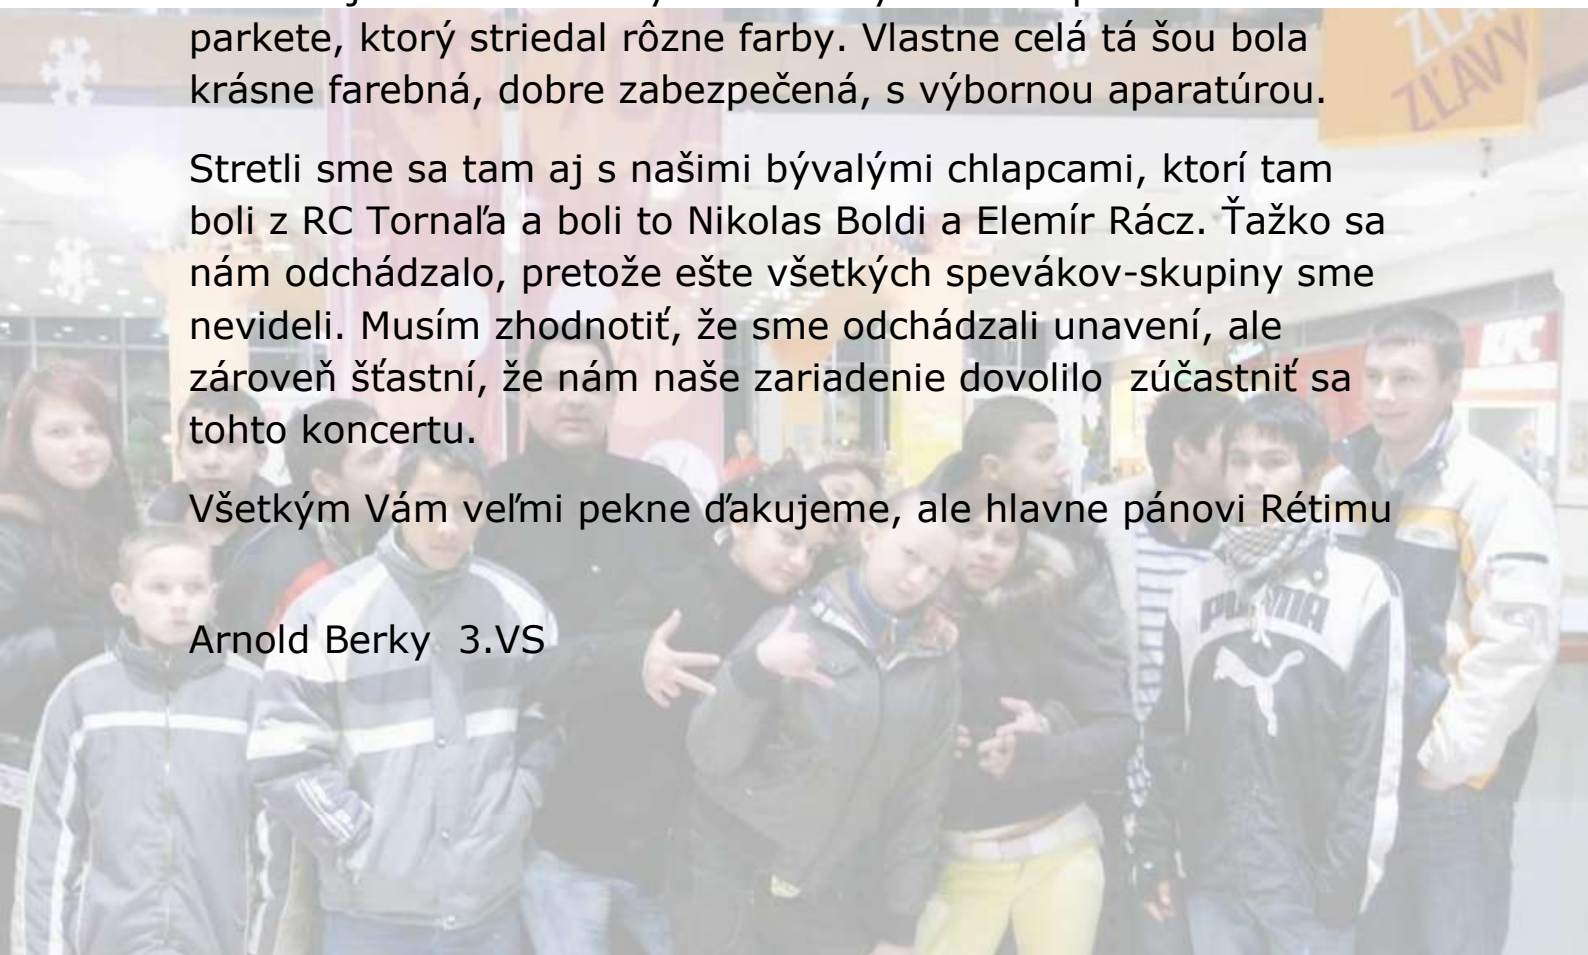 parkete, ktorý striedal rôzne farby. Vlastne celá tá šou bola
krásne farebná, dobre zabezpečená, s výbornou aparatúrou.
Stretli sme sa tam aj s našimi bývalými chlapcami, ktorí tam
boli z RC Tornaľa a boli to Nikolas Boldi a Elemír Rácz. Ťažko sa
nám odchádzalo, pretože ešte všetkých spevákov-skupiny sme
nevideli. Musím zhodnotiť, že sme odchádzali unavení, ale
zároveň šťastní, že nám naše zariadenie dovolilo  zúčastniť sa
tohto koncertu.
Všetkým Vám veľmi pekne ďakujeme, ale hlavne pánovi Rétimu
Arnold Berky  3.VS
ZĽAVY
ZĽAVY
KFC
PUMA